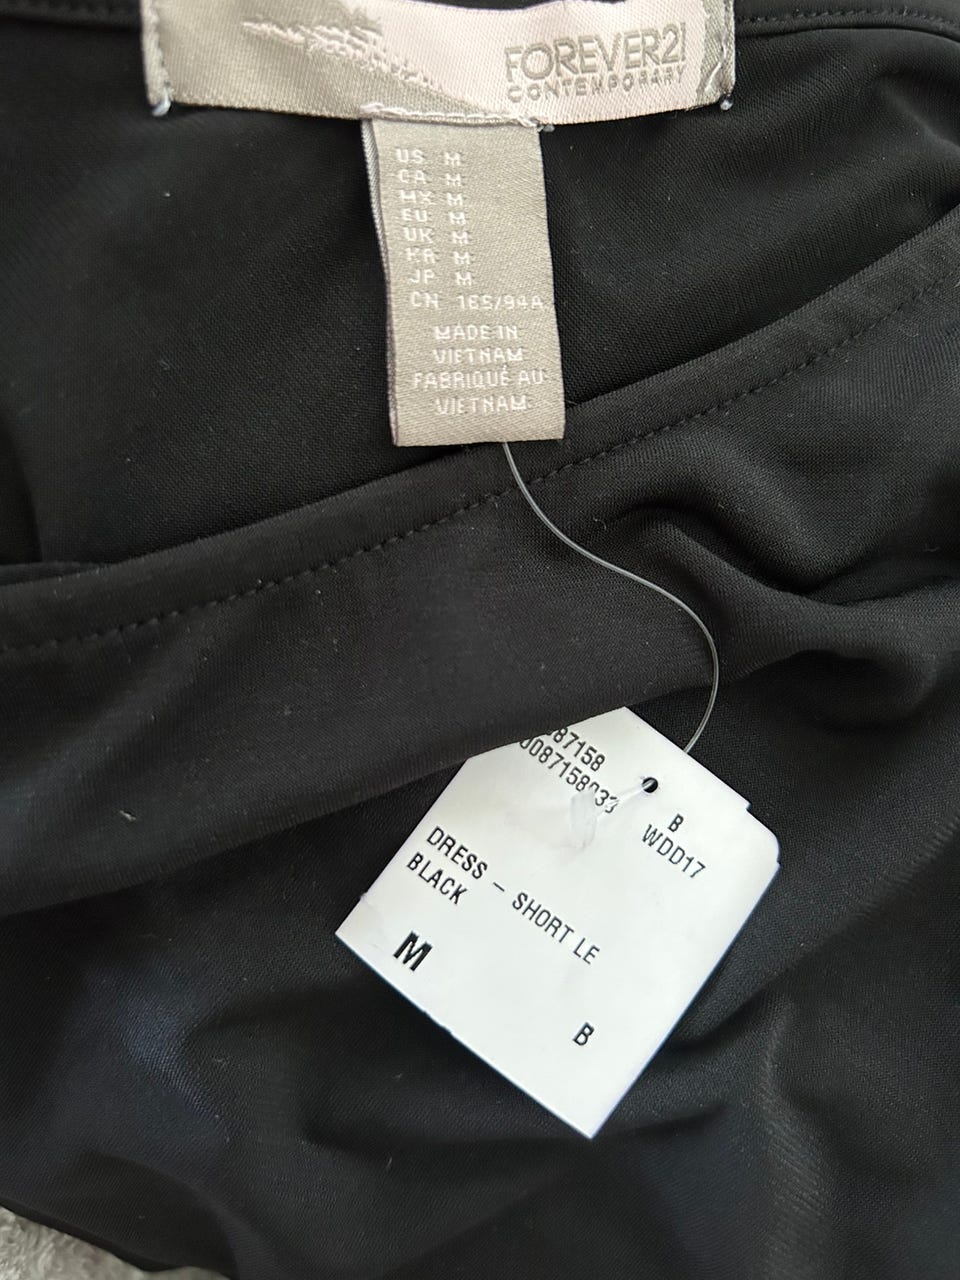 FOREVER21
CONTEMPORARY
US M
CA M
MX M
EU M
UK M
KR M
JP M
CN 165/94A
MADE IN
VIETNAM
FABRIQUÉ AU
VIETNAM
87158
B
WDD17
DRESS - SHORT LE
BLACK
M
B